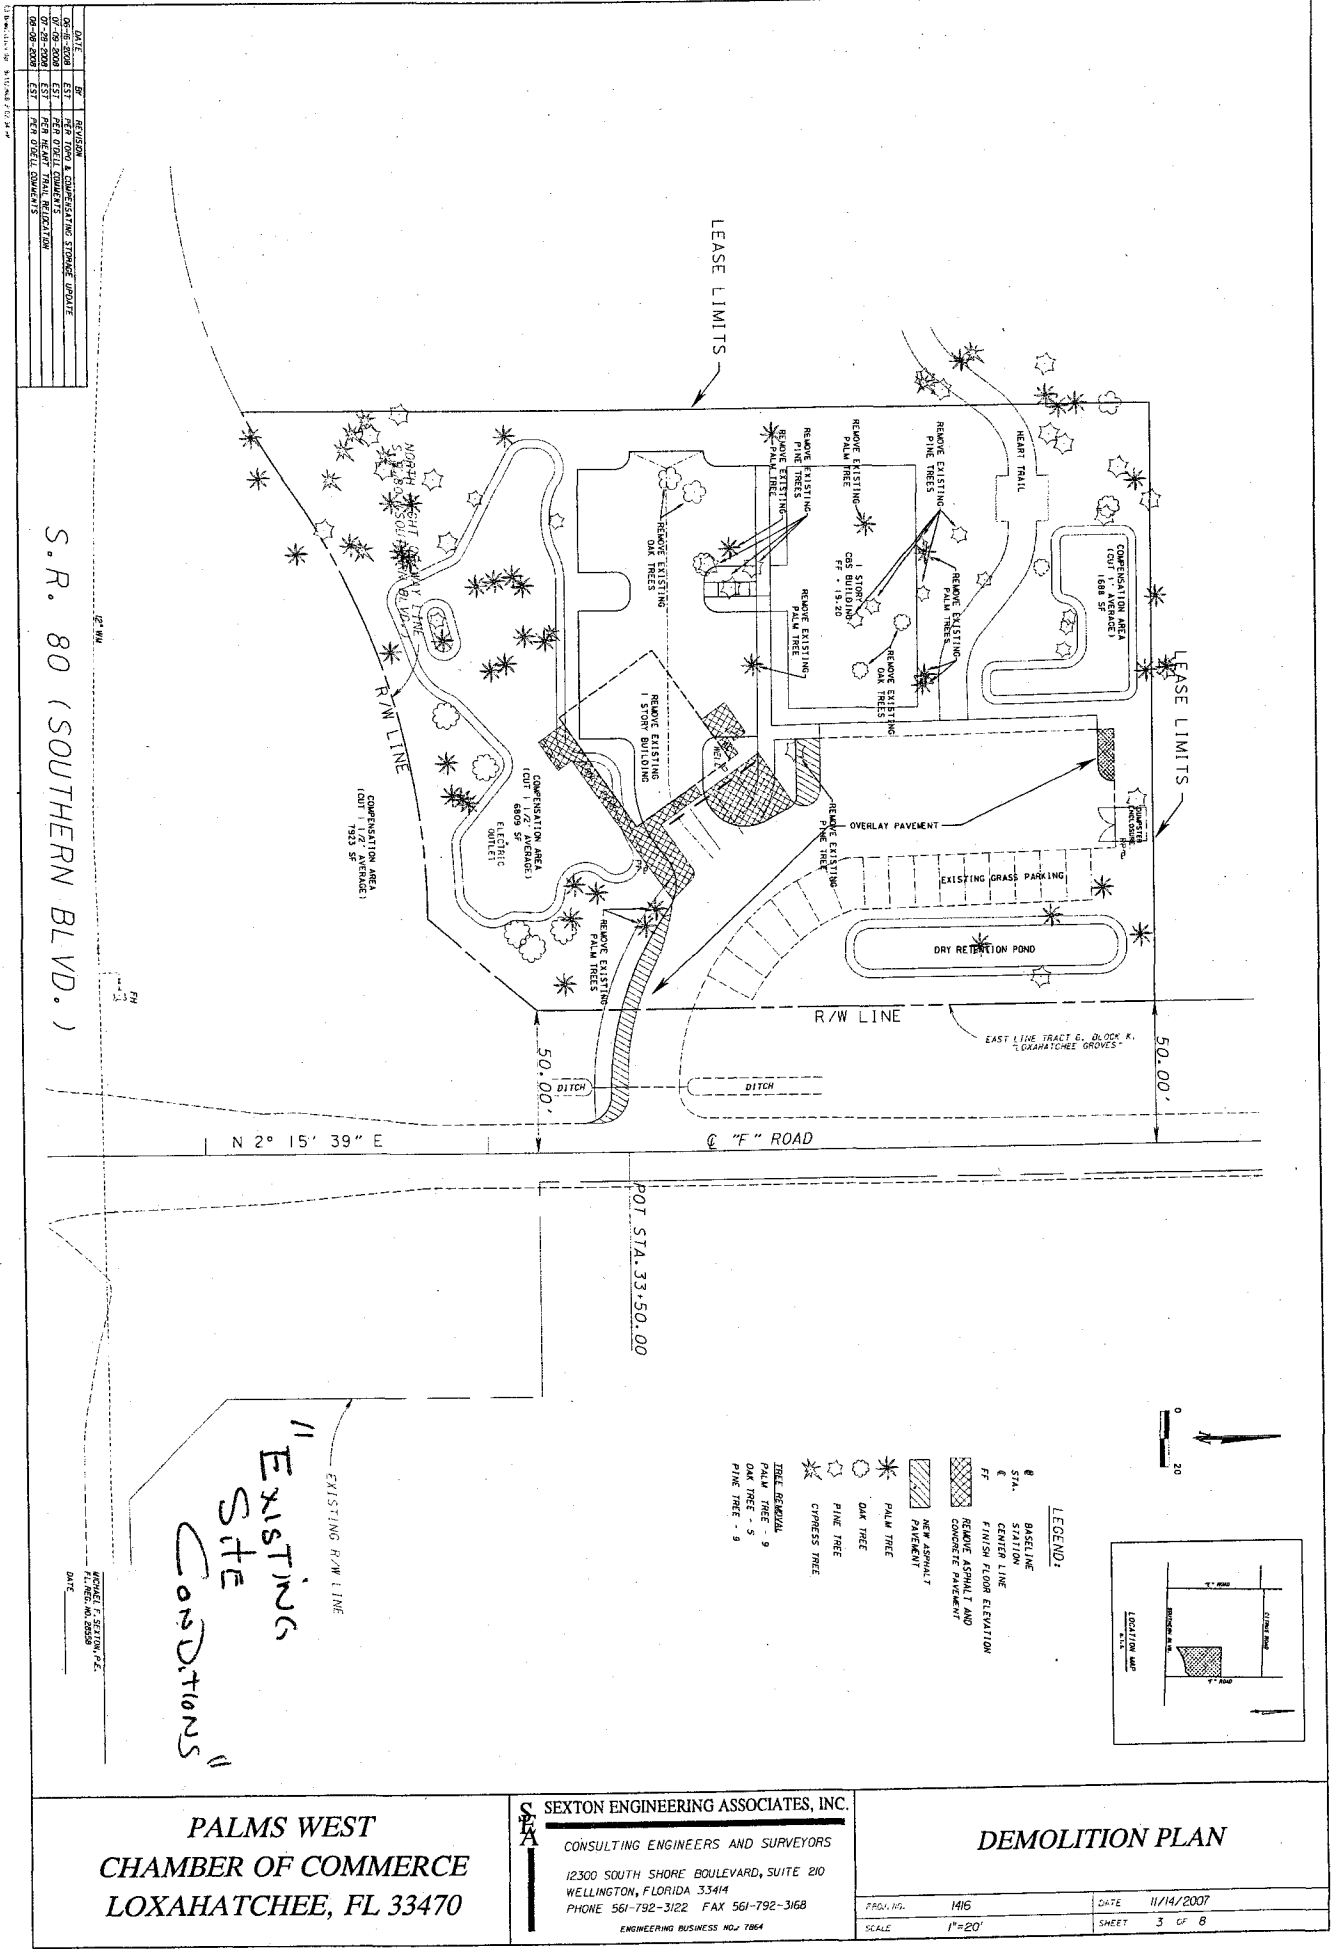 DATE BY REVISION
06-16-2008 EST PER TOPO & COMPENSATING STORAGE UPDATE
07-09-2008 EST PER O'DELL COMMENTS
07-29-2008 EST PER HEART TRAIL RELOCATION
08-08-2008 EST PER O'DELL COMMENTS
LEASE LIMITS
HEART TRAIL
COMPENSATION AREA
(CUT 1' AVERAGE)
1688 SF
REMOVE EXISTING
PINE TREES
REMOVE EXISTING
PALM TREE
REMOVE EXISTING
PINE TREES
REMOVE EXISTING
PALM TREE
REMOVE EXISTING
OAK TREES
1 STORY
CBS BUILDING
FF + 19.20
REMOVE EXISTING
PALM TREES
REMOVE EXISTING
PALM TREE
REMOVE EXISTING
OAK TREES
LEASE LIMITS
R/W LINE
REMOVE EXISTING
1 STORY BUILDING
WELL
COMPENSATION AREA
(CUT 1 1/2' AVERAGE)
6809 SF
ELECTRIC
OUTLET
COMPENSATION AREA
(CUT 1 1/2' AVERAGE)
7923 SF
REMOVE EXISTING
PINE TREE
OVERLAY PAVEMENT
DUMPSTER
ENCLOSURE
EXISTING GRASS PARKING
DRY RETENTION POND
REMOVE EXISTING
PALM TREES
R/W LINE
EAST LINE TRACT G, BLOCK K,
"LOXAHATCHEE GROVES"
50.00'
50.00'
DITCH
DITCH
12" WM
FH
S.R. 80 (SOUTHERN BLVD.)
N 2° 15' 39" E
℄ "F" ROAD
POT STA. 33+50.00
EXISTING R/W LINE
"EXISTING
SITE
CONDITIONS"
0 20
N
LEGEND:
BASELINE
STA. STATION
℄ CENTER LINE
FF FINISH FLOOR ELEVATION
REMOVE ASPHALT AND
CONCRETE PAVEMENT
NEW ASPHALT
PAVEMENT
PALM TREE
OAK TREE
PINE TREE
CYPRESS TREE
TREE REMOVAL
PALM TREE - 9
OAK TREE - 5
PINE TREE - 9
"F" ROAD
SOUTHERN BLVD.
LOCATION MAP
N.T.S.
MICHAEL F. SEXTON, P.E.
FL. REG. NO. 28558
DATE
PALMS WEST
CHAMBER OF COMMERCE
LOXAHATCHEE, FL 33470
SEA
SEXTON ENGINEERING ASSOCIATES, INC.
CONSULTING ENGINEERS AND SURVEYORS
12300 SOUTH SHORE BOULEVARD, SUITE 210
WELLINGTON, FLORIDA 33414
PHONE 561-792-3122 FAX 561-792-3168
ENGINEERING BUSINESS NO.: 7864
DEMOLITION PLAN
PROJ. NO. 1416
DATE 11/14/2007
SCALE 1"=20'
SHEET 3 OF 8